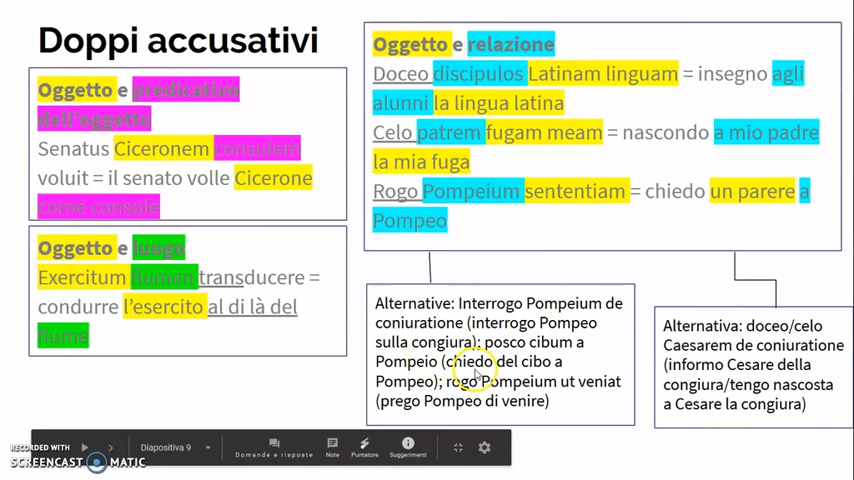 Doppi accusativi
Oggetto e predicativo
dell'oggetto
Senatus Ciceronem consulem
voluit = il senato volle Cicerone
come console
Oggetto e luogo
Exercitum flumen transducere =
condurre l'esercito al di là del
fiume
Oggetto e relazione
Doceo discipulos Latinam linguam = insegno agli
alunni la lingua latina
Celo patrem fugam meam = nascondo a mio padre
la mia fuga
Rogo Pompeium sententiam = chiedo un parere a
Pompeo
Alternative: Interrogo Pompeium de
coniuratione (interrogo Pompeo
sulla congiura); posco cibum a
Pompeio (chiedo del cibo a
Pompeo); rogo Pompeium ut veniat
(prego Pompeo di venire)
Alternativa: doceo/celo
Caesarem de coniuratione
(informo Cesare della
congiura/tengo nascosta
a Cesare la congiura)
RECORDED WITH
SCREENCAST MATIC
Diapositiva 9
Domande e risposte
Puntatore
Suggerimenti